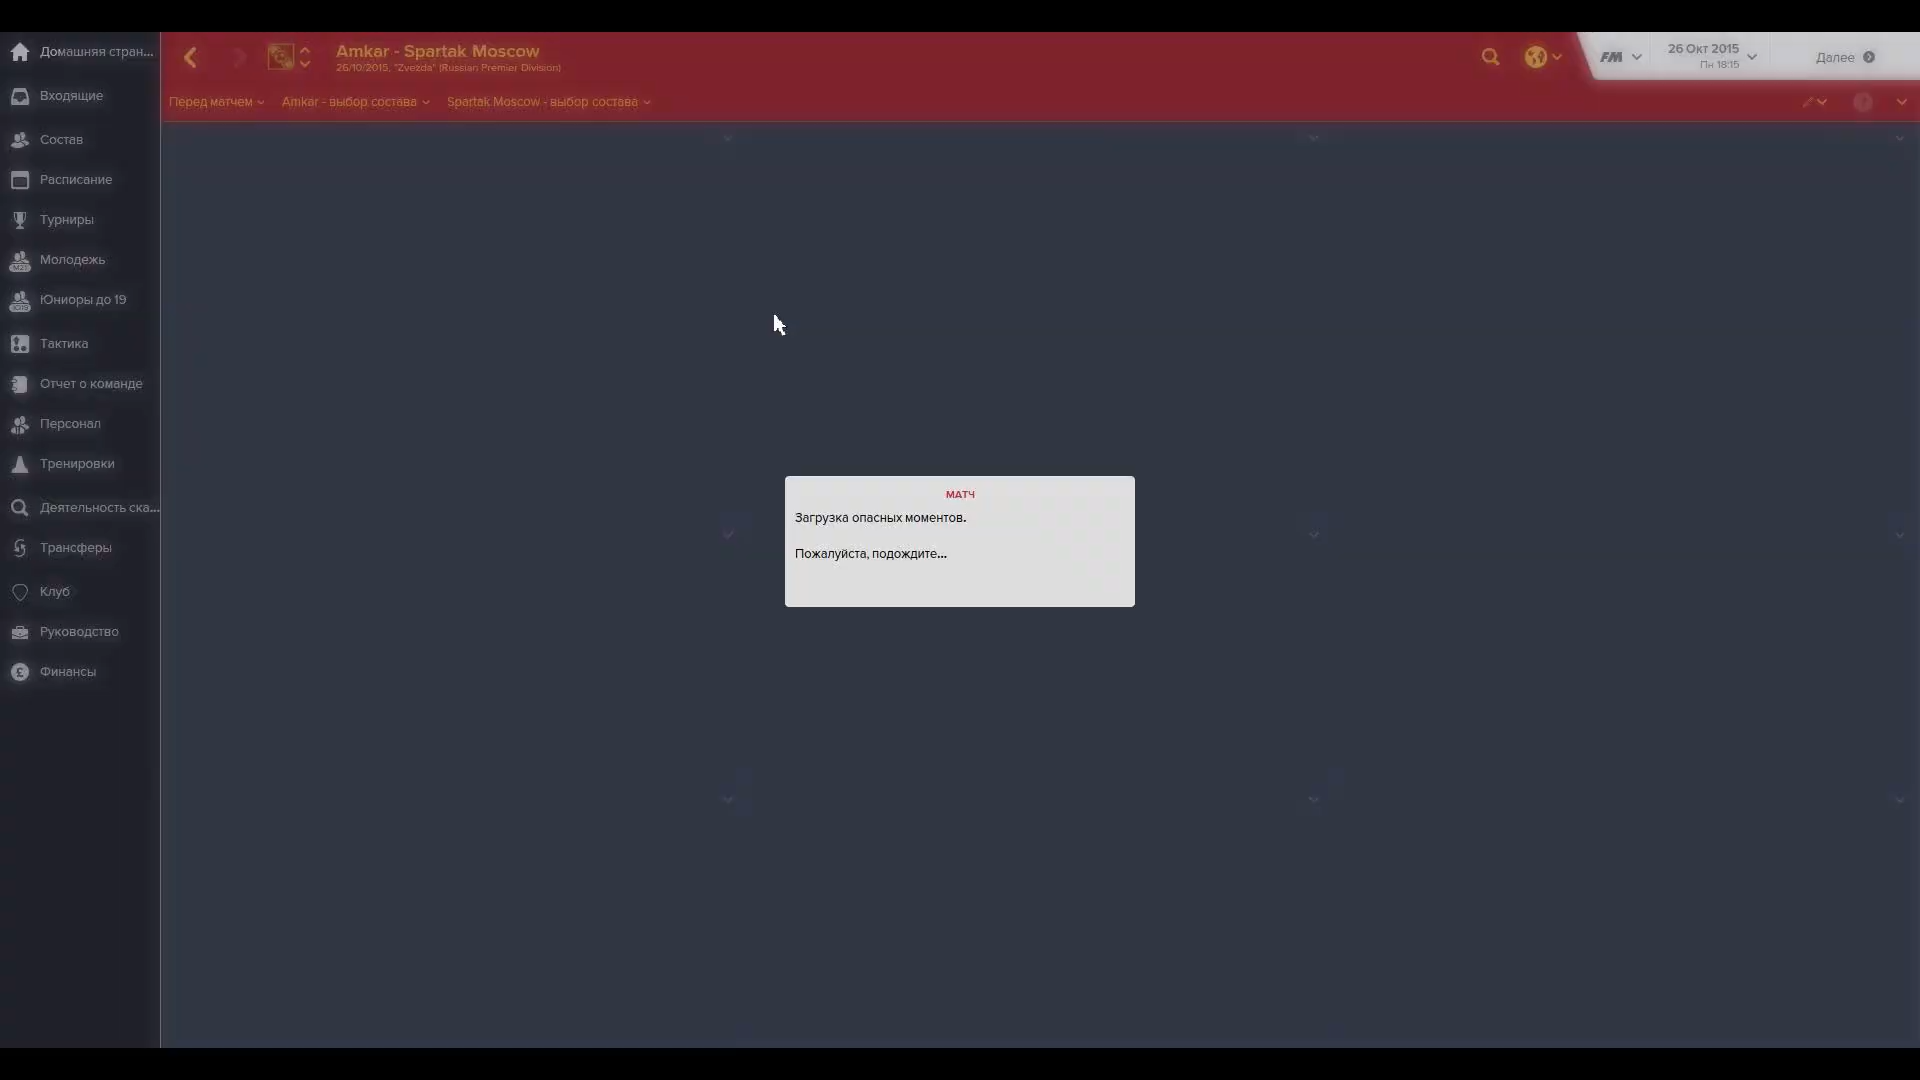 Домашняя стран...
Входящие
Состав
Расписание
Турниры
Молодежь
Юниоры до 19
Тактика
Отчет о команде
Персонал
Тренировки
Деятельность ска...
Трансферы
Клуб
Руководство
Финансы
Amkar - Spartak Moscow
26/10/2015, "Zvezda" (Russian Premier Division)
FM
26 Окт 2015
Пн 18:15
Далее
Перед матчем
Amkar - выбор состава
Spartak Moscow - выбор состава
МАТЧ
Загрузка опасных моментов.
Пожалуйста, подождите...